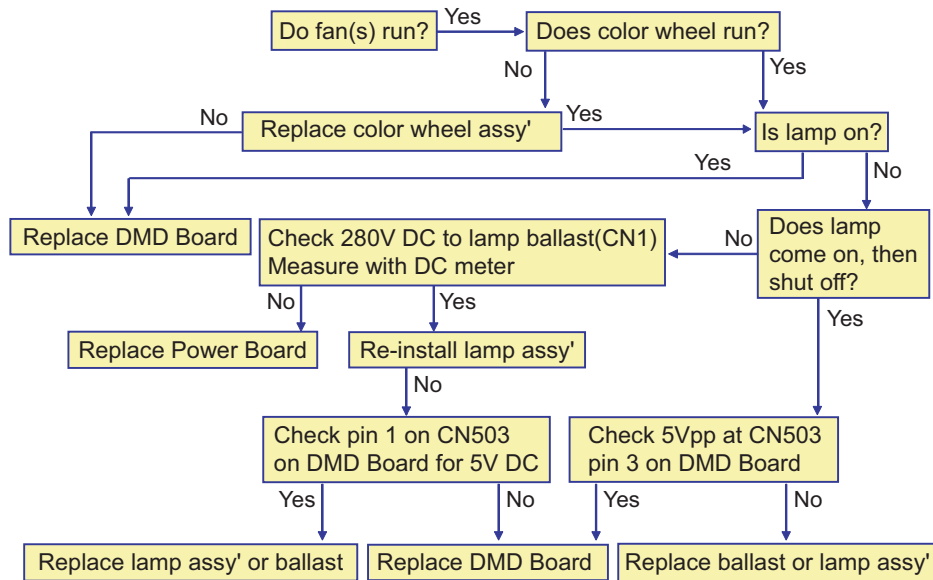 Do fan(s) run?
Yes
Does color wheel run?
No
Yes
No
Replace color wheel assy'
Yes
Is lamp on?
Yes
No
Replace DMD Board
Check 280V DC to lamp ballast(CN1)
Measure with DC meter
No
Does lamp
come on, then
shut off?
No
Yes
Yes
Replace Power Board
Re-install lamp assy'
No
Check pin 1 on CN503
on DMD Board for 5V DC
Check 5Vpp at CN503
pin 3 on DMD Board
Yes
No
Yes
No
Replace lamp assy' or ballast
Replace DMD Board
Replace ballast or lamp assy'